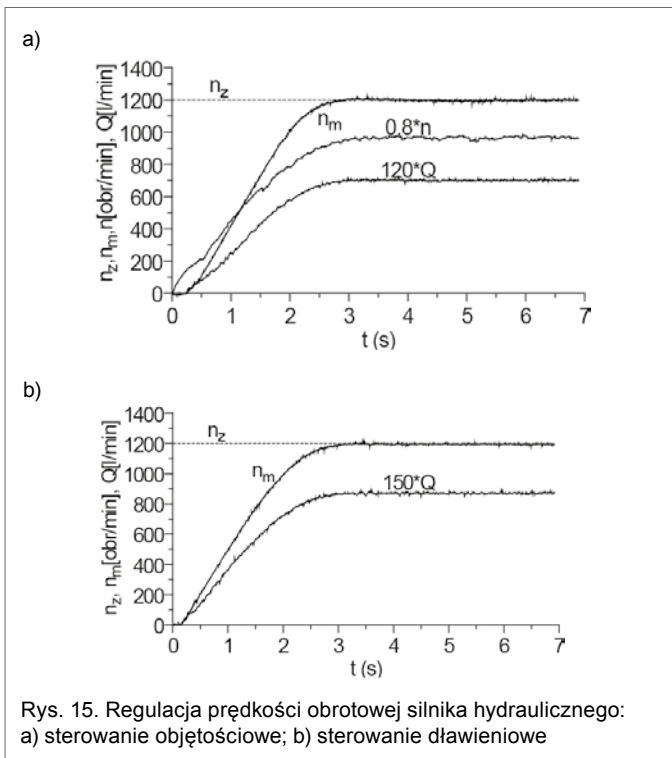 a)
n_z, n_m, n[obr/min], Q[l/min]
1400
1200
1000
800
600
400
200
0
n_z
n_m
0.8*n
120*Q
0 1 2 3 4 5 6 7
t (s)
b)
n_z, n_m[obr/min], Q[l/min]
1400
1200
1000
800
600
400
200
0
n_z
n_m
150*Q
0 1 2 3 4 5 6 7
t (s)
Rys. 15. Regulacja prędkości obrotowej silnika hydraulicznego:
a) sterowanie objętościowe; b) sterowanie dławieniowe